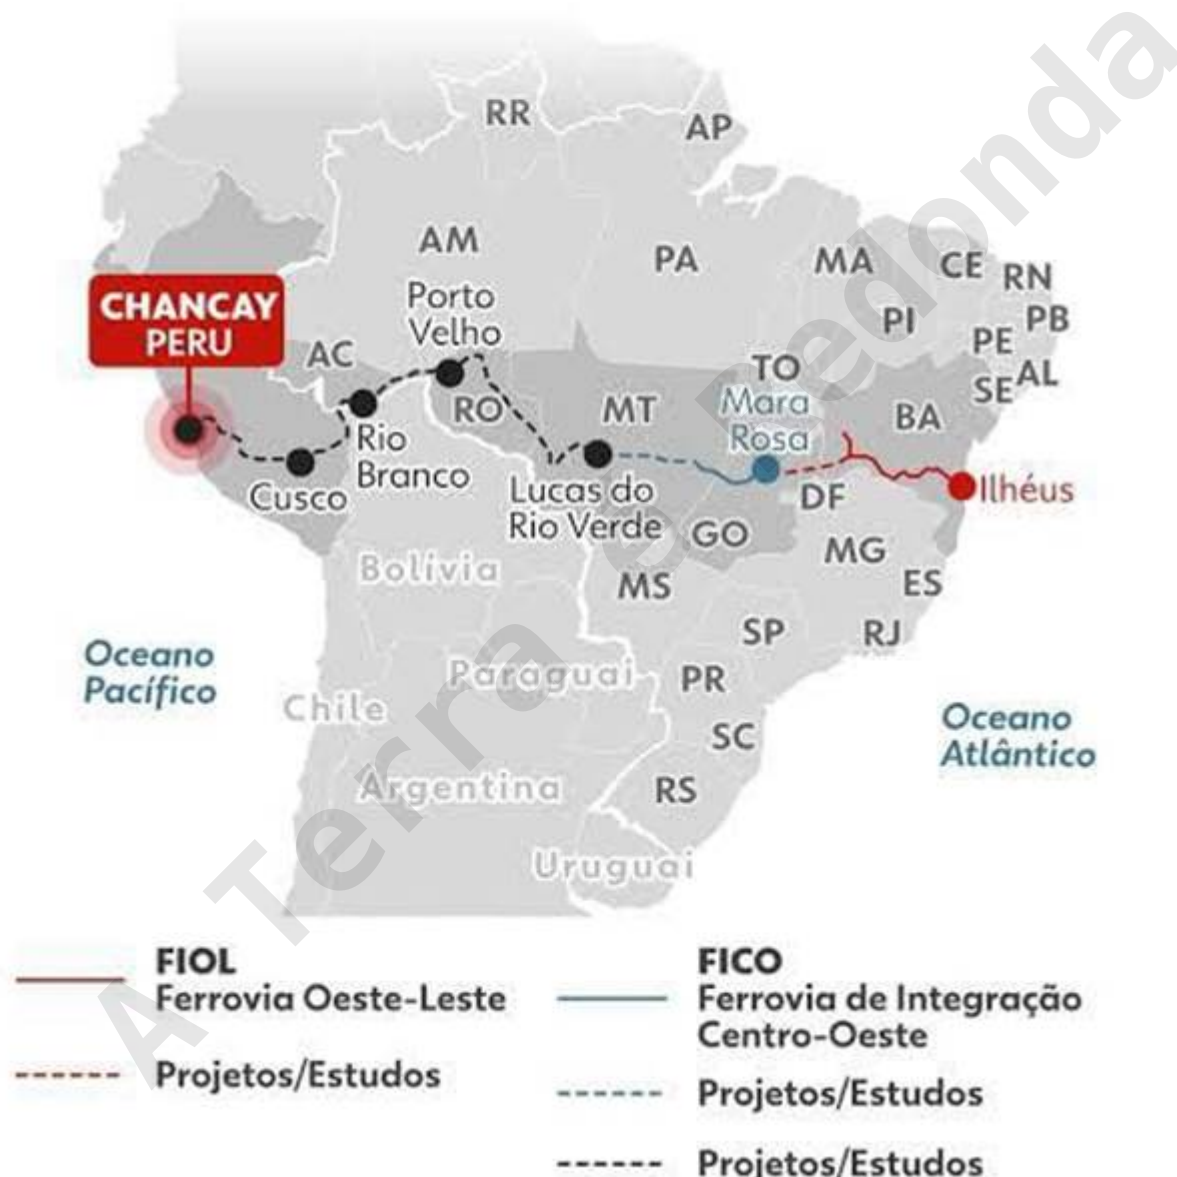 RR
AP
AM
PA
MA
CE
RN
PB
PI
PE
AL
SE
CHANCAY
PERU
Porto
Velho
AC
RO
MT
TO
Mara
Rosa
BA
Rio
Branco
Cusco
Lucas do
Rio Verde
DF
Ilhéus
GO
MG
Bolívia
MS
ES
SP
RJ
Oceano
Pacífico
Paraguai
PR
Chile
SC
Oceano
Atlântico
Argentina
RS
Uruguai
FIOL
Ferrovia Oeste-Leste
Projetos/Estudos
FICO
Ferrovia de Integração
Centro-Oeste
Projetos/Estudos
Projetos/Estudos
A Terra é Redonda